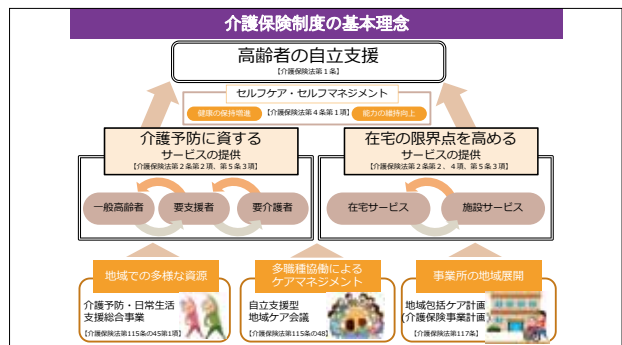 介護保険制度の基本理念
高齢者の自立支援
【介護保険法第1条】
セルフケア・セルフマネジメント
健康の保持増進 【介護保険法第4条第1項】 能力の維持向上
介護予防に資する
サービスの提供
【介護保険法第2条第2項、第5条3項】
在宅の限界点を高める
サービスの提供
【介護保険法第2条第2、4項、第5条3項】
一般高齢者 要支援者 要介護者
在宅サービス 施設サービス
地域での多様な資源
介護予防・日常生活
支援総合事業
【介護保険法第115条の45第1項】
多職種協働による
ケアマネジメント
自立支援型
地域ケア会議
【介護保険法第115条の48】
事業所の地域展開
地域包括ケア計画
(介護保険事業計画)
【介護保険法第117条】